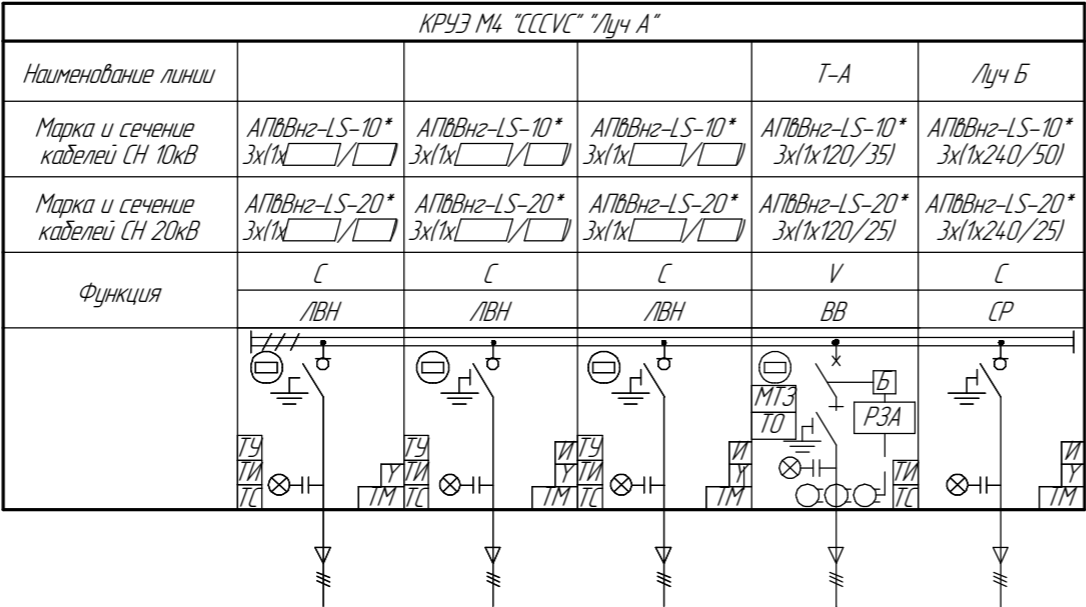 КРУЭ М4 "СССVС" "Луч А"
Наименование линии
Т-А
Луч Б
Марка и сечение кабелей СН 10кВ
АПвВнг-LS-10*
3х(1х /  )
АПвВнг-LS-10*
3х(1х /  )
АПвВнг-LS-10*
3х(1х /  )
АПвВнг-LS-10*
3х(1х120/35)
АПвВнг-LS-10*
3х(1х240/50)
Марка и сечение кабелей СН 20кВ
АПвВнг-LS-20*
3х(1х /  )
АПвВнг-LS-20*
3х(1х /  )
АПвВнг-LS-20*
3х(1х /  )
АПвВнг-LS-20*
3х(1х120/25)
АПвВнг-LS-20*
3х(1х240/25)
Функция
С
С
С
V
С
ЛВН
ЛВН
ЛВН
ВВ
СР
МТЗ
ТО
Б
РЗА
ТУ
ТИ
ТС
У
ТМ
ТУ
ТИ
ТС
И
У
ТМ
ТУ
ТИ
ТС
И
У
ТМ
ТИ
ТС
И
У
ТМ